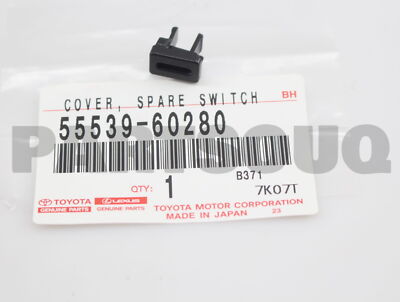 COVER, SPARE SWITCH BH
55539-60280
PARTSOUQ
TOYOTA LEXUS QTY: 1 B371 7K07T
GENUINE PARTS GENUINE PARTS TOYOTA MOTOR CORPORATION
MADE IN JAPAN 23